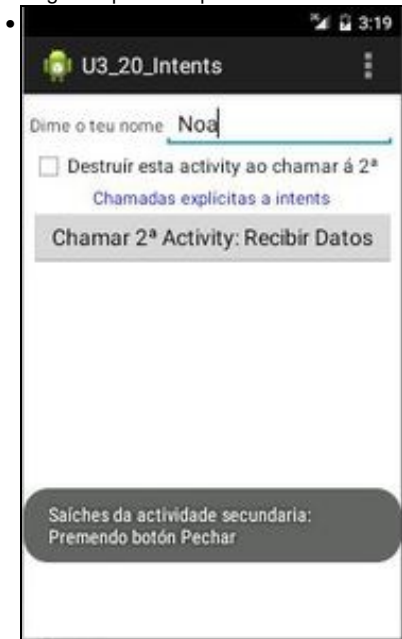 3:19
U3_20_Intents
Dime o teu nome Noa
Destruír esta activity ao chamar á 2ª
Chamadas explícitas a intents
Chamar 2ª Activity: Recibir Datos
Saíches da actividade secundaria:
Premendo botón Pechar